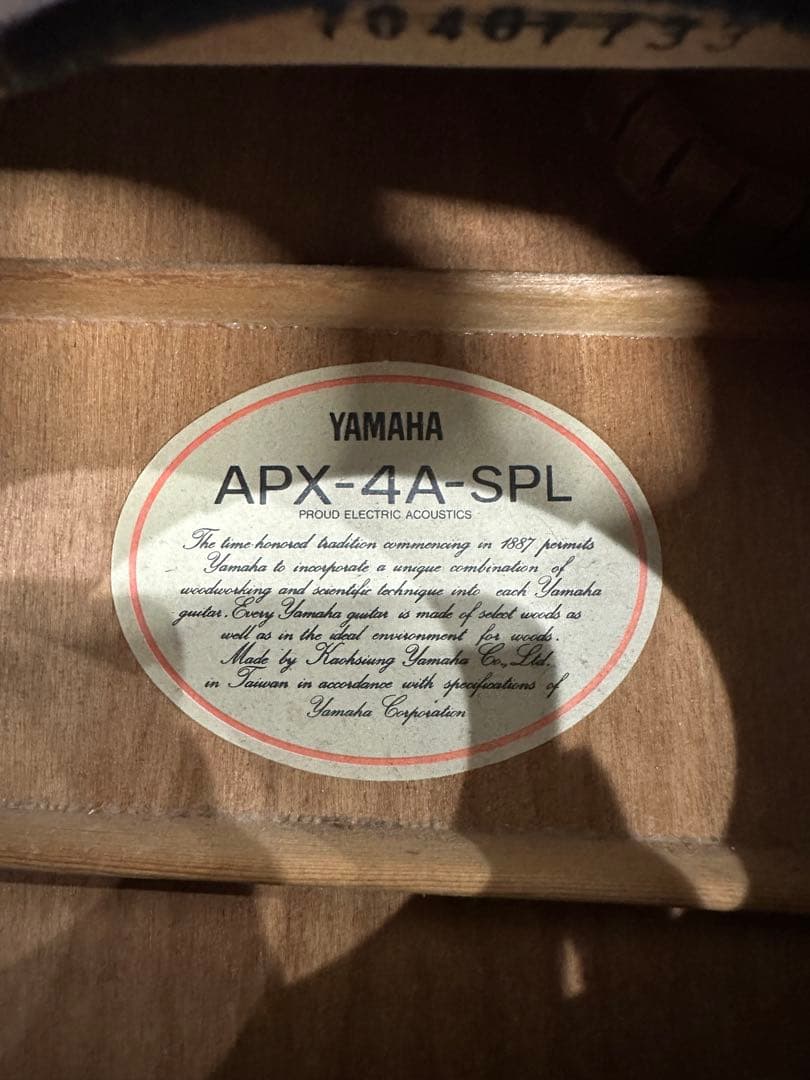 YAMAHA
APX-4A-SPL
PROUD ELECTRIC ACOUSTICS
The time-honored tradition commencing in 1887 permits
Yamaha to incorporate a unique combination of
woodworking and scientific technique into each Yamaha
guitar. Every Yamaha guitar is made of select woods as
well as in the ideal environment for woods.
Made by Kaohsiung Yamaha Co., Ltd.
in Taiwan in accordance with specifications of
Yamaha Corporation